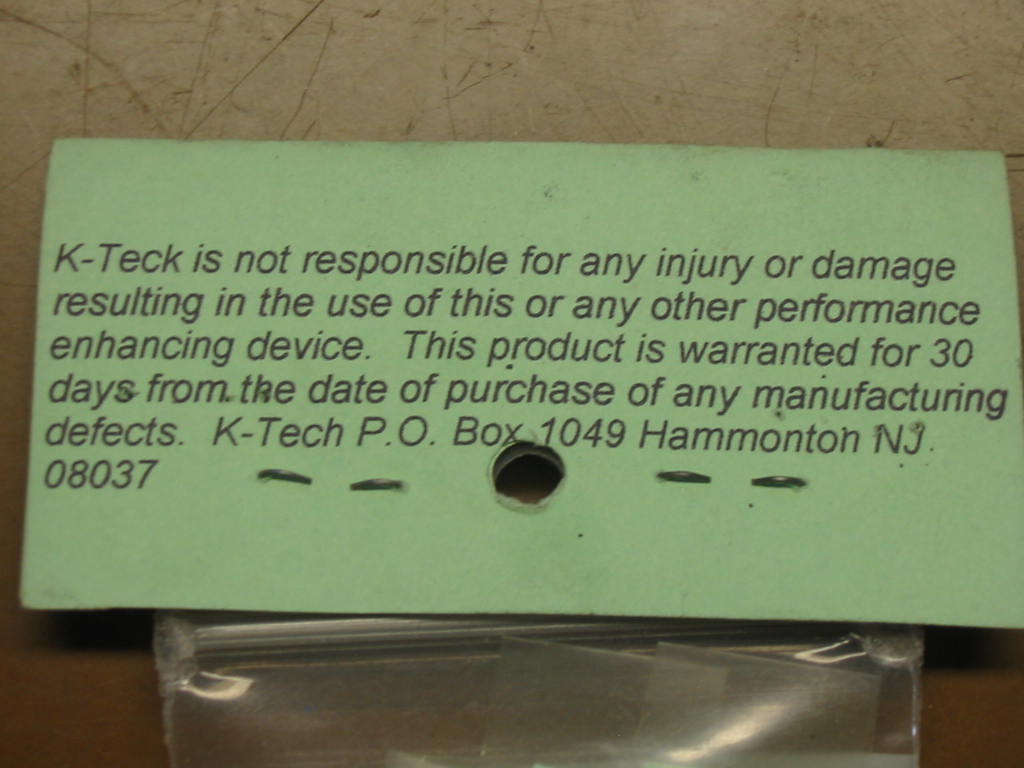 K-Teck is not responsible for any injury or damage
resulting in the use of this or any other performance
enhancing device.  This product is warranted for 30
days from the date of purchase of any manufacturing
defects.  K-Tech P.O. Box 1049 Hammonton NJ.
08037